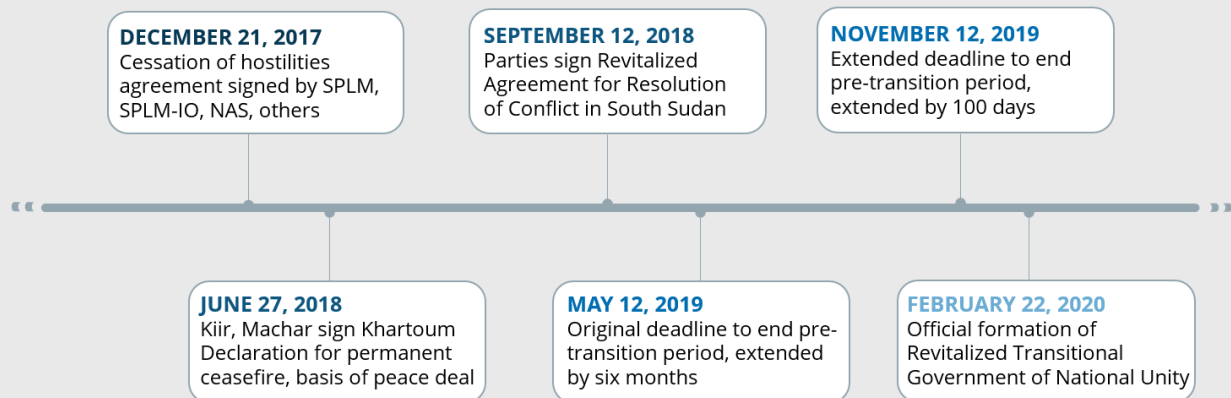 DECEMBER 21, 2017
Cessation of hostilities
agreement signed by SPLM,
SPLM-IO, NAS, others
JUNE 27, 2018
Kiir, Machar sign Khartoum
Declaration for permanent
ceasefire, basis of peace deal
SEPTEMBER 12, 2018
Parties sign Revitalized
Agreement for Resolution
of Conflict in South Sudan
MAY 12, 2019
Original deadline to end pre-
transition period, extended
by six months
NOVEMBER 12, 2019
Extended deadline to end
pre-transition period,
extended by 100 days
FEBRUARY 22, 2020
Official formation of
Revitalized Transitional
Government of National Unity